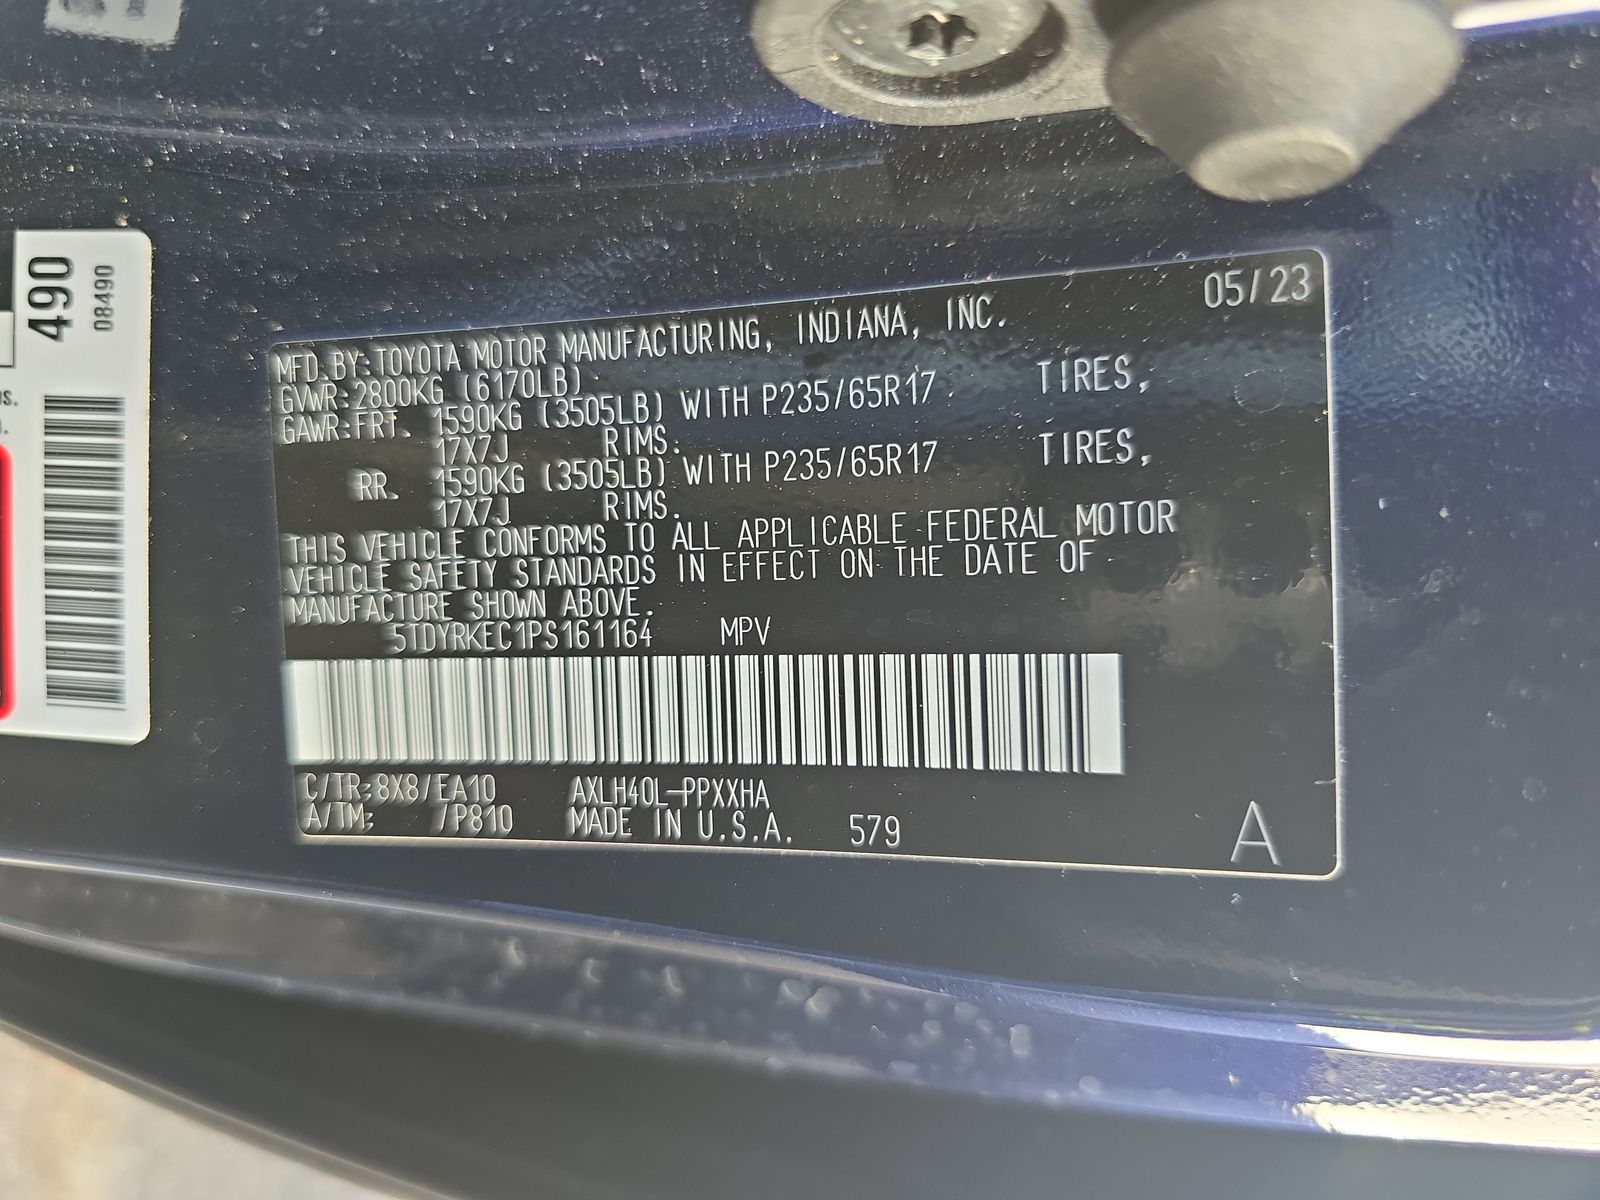 490
08490
05/23
MFD.BY:TOYOTA MOTOR MANUFACTURING, INDIANA, INC.
GVWR:2800KG (6170LB)
GAWR:FRT. 1590KG (3505LB) WITH P235/65R17 TIRES,
17X7J RIMS.
RR. 1590KG (3505LB) WITH P235/65R17 TIRES,
17X7J RIMS.
THIS VEHICLE CONFORMS TO ALL APPLICABLE FEDERAL MOTOR
VEHICLE SAFETY STANDARDS IN EFFECT ON THE DATE OF
MANUFACTURE SHOWN ABOVE.
5TDYRKEC1PS161164 MPV
C/TR:8X8/EA10 AXLH40L-PPXXHA
A/TM: /P810 MADE IN U.S.A. 579
A